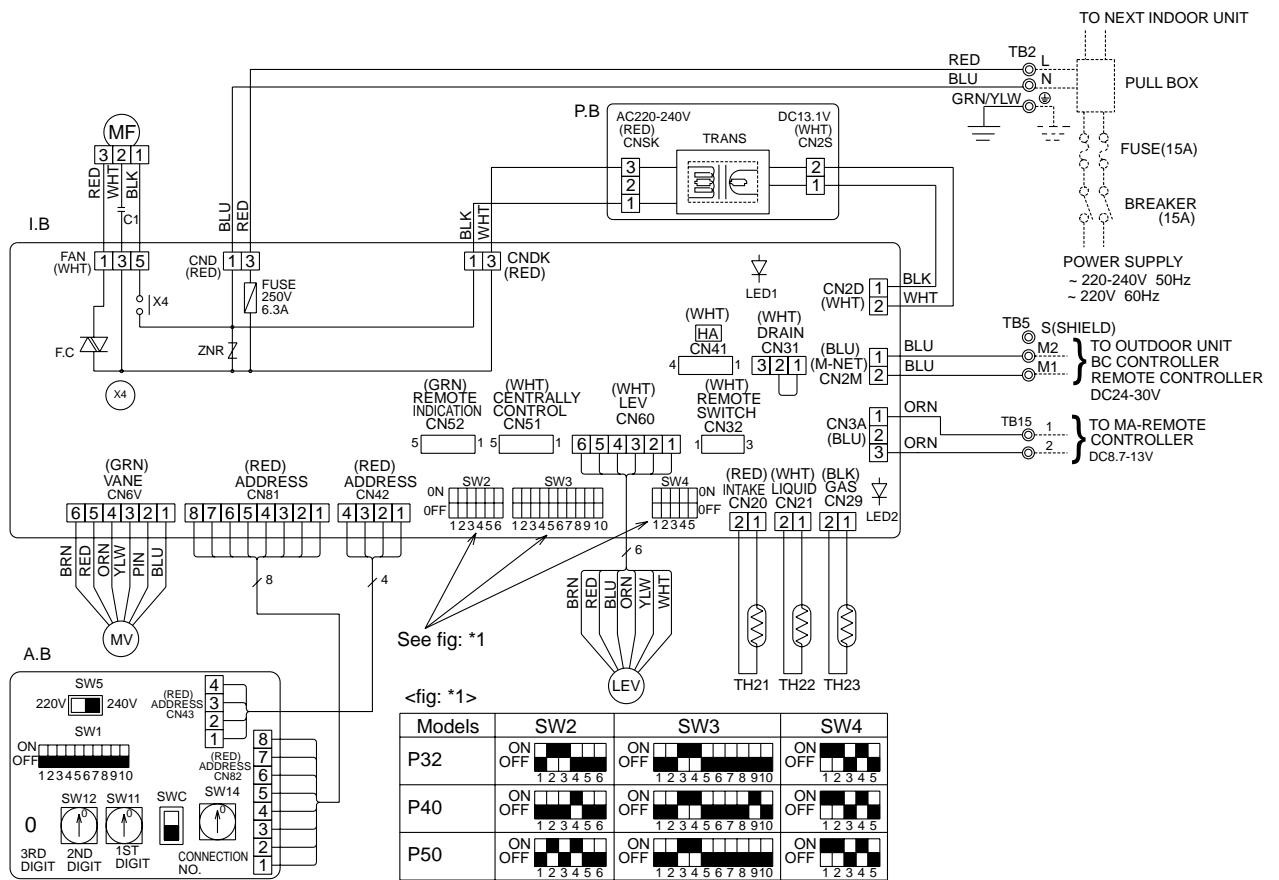 TO NEXT INDOOR UNIT
RED
TB2
L
BLU
N
GRN/YLW
PULL BOX
FUSE(15A)
BREAKER
(15A)
POWER SUPPLY
~ 220-240V 50Hz
~ 220V 60Hz
P.B
AC220-240V
(RED)
CNSK
TRANS
DC13.1V
(WHT)
CN2S
3
2
1
2
1
MF
3 2 1
RED
WHT
BLK
C1
BLU
RED
BLK
WHT
I.B
FAN
(WHT)
1 3 5
CND
(RED)
1 3
1 3
CNDK
(RED)
X4
FUSE
250V
6.3A
F.C
ZNR
X4
LED1
CN2D
(WHT)
1
2
BLK
WHT
(WHT)
HA
CN41
4
1
(WHT)
DRAIN
CN31
3 2 1
(BLU)
(M-NET)
CN2M
1
2
BLU
BLU
TB5
S(SHIELD)
M2
M1
TO OUTDOOR UNIT
BC CONTROLLER
REMOTE CONTROLLER
DC24-30V
CN3A
(BLU)
1
2
3
ORN
ORN
TB15
1
2
TO MA-REMOTE
CONTROLLER
DC8.7-13V
(GRN)
REMOTE
INDICATION
CN52
5
1
(WHT)
CENTRALLY
CONTROL
CN51
5
1
(WHT)
LEV
CN60
6 5 4 3 2 1
(WHT)
REMOTE
SWITCH
CN32
1
3
(GRN)
VANE
CN6V
6 5 4 3 2 1
(RED)
ADDRESS
CN81
8 7 6 5 4 3 2 1
(RED)
ADDRESS
CN42
4 3 2 1
SW2
ON
OFF
1 2 3 4 5 6
SW3
1 2 3 4 5 6 7 8 9 10
SW4
ON
OFF
1 2 3 4 5
(RED)
INTAKE
CN20
2 1
(WHT)
LIQUID
CN21
2 1
(BLK)
GAS
CN29
2 1
LED2
BRN
RED
ORN
YLW
PIN
BLU
MV
8
4
6
See fig: *1
BRN
RED
BLU
ORN
YLW
WHT
LEV
TH21
TH22
TH23
A.B
SW5
220V
240V
SW1
ON
OFF
1 2 3 4 5 6 7 8 9 10
(RED)
ADDRESS
CN43
4
3
2
1
(RED)
ADDRESS
CN82
8
7
6
5
4
3
2
1
SW12
SW11
SWC
SW14
0
0
0
0
3RD
DIGIT
2ND
DIGIT
1ST
DIGIT
CONNECTION
NO.
<fig: *1>
Models SW2 SW3 SW4
P32
ON
OFF
1 2 3 4 5 6
ON
OFF
1 2 3 4 5 6 7 8 9 10
ON
OFF
1 2 3 4 5
P40
ON
OFF
1 2 3 4 5 6
ON
OFF
1 2 3 4 5 6 7 8 9 10
ON
OFF
1 2 3 4 5
P50
ON
OFF
1 2 3 4 5 6
ON
OFF
1 2 3 4 5 6 7 8 9 10
ON
OFF
1 2 3 4 5